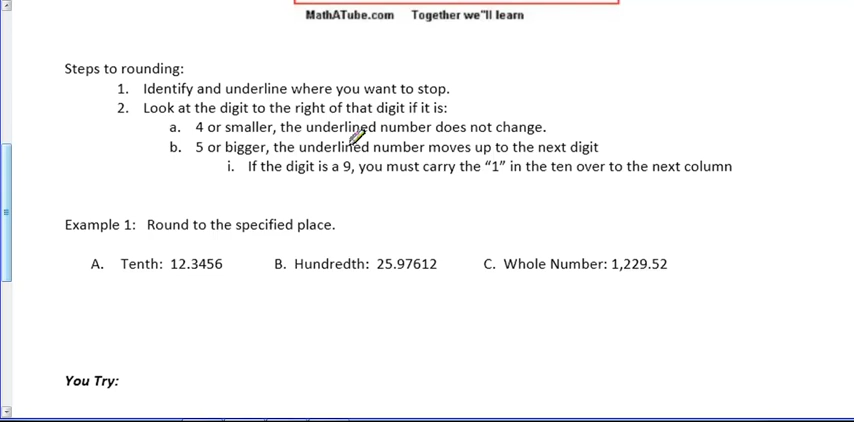 MathATube.com Together we"ll learn
Steps to rounding:
1. Identify and underline where you want to stop.
2. Look at the digit to the right of that digit if it is:
a. 4 or smaller, the underlined number does not change.
b. 5 or bigger, the underlined number moves up to the next digit
i. If the digit is a 9, you must carry the “1” in the ten over to the next column
Example 1: Round to the specified place.
A. Tenth: 12.3456 B. Hundredth: 25.97612 C. Whole Number: 1,229.52
You Try: